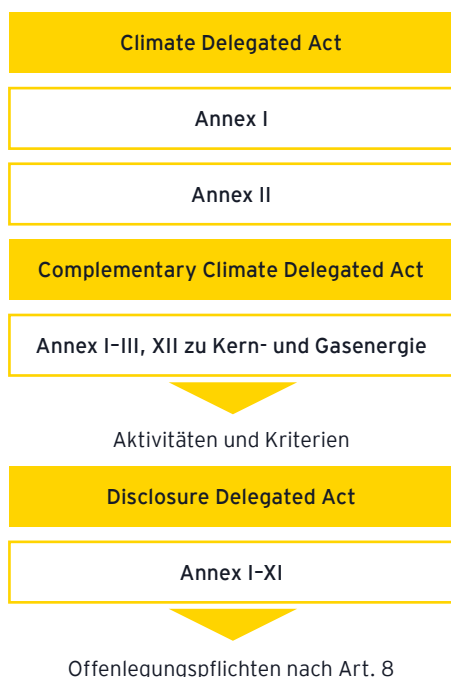 Climate Delegated Act
Annex I
Annex II
Complementary Climate Delegated Act
Annex I–III, XII zu Kern- und Gasenergie
Aktivitäten und Kriterien
Disclosure Delegated Act
Annex I–XI
Offenlegungspflichten nach Art. 8